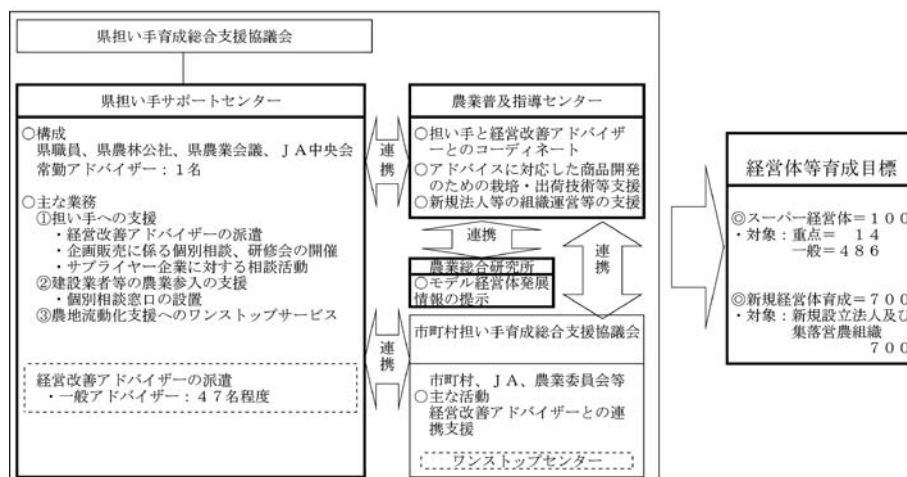 県担い手育成総合支援協議会
県担い手サポートセンター
○構成
県職員、県農林公社、県農業会議、ＪＡ中央会
常勤アドバイザー：１名
○主な業務
①担い手への支援
・経営改善アドバイザーの派遣
・企画販売に係る個別相談、研修会の開催
・サプライヤー企業に対する相談活動
②建設業者等の農業参入の支援
・個別相談窓口の設置
③農地流動化支援へのワンストップサービス
経営改善アドバイザーの派遣
・一般アドバイザー：４７名程度
連携
連携
農業普及指導センター
○担い手と経営改善アドバイザ
ーとのコーディネート
○アドバイスに対応した商品開発
のための栽培・出荷技術等支援
○新規法人等の組織運営等の支援
連携
連携
農業総合研究所
○モデル経営体発展
情報の提示
市町村担い手育成総合支援協議会
市町村、ＪＡ、農業委員会等
○主な活動
経営改善アドバイザーとの連
携支援
ワンストップセンター
経営体等育成目標
◎スーパー経営体＝１００
・対象：重点＝　１４
一般＝４８６
◎新規経営体育成＝７００
・対象：新規設立法人及び
集落営農組織
７００